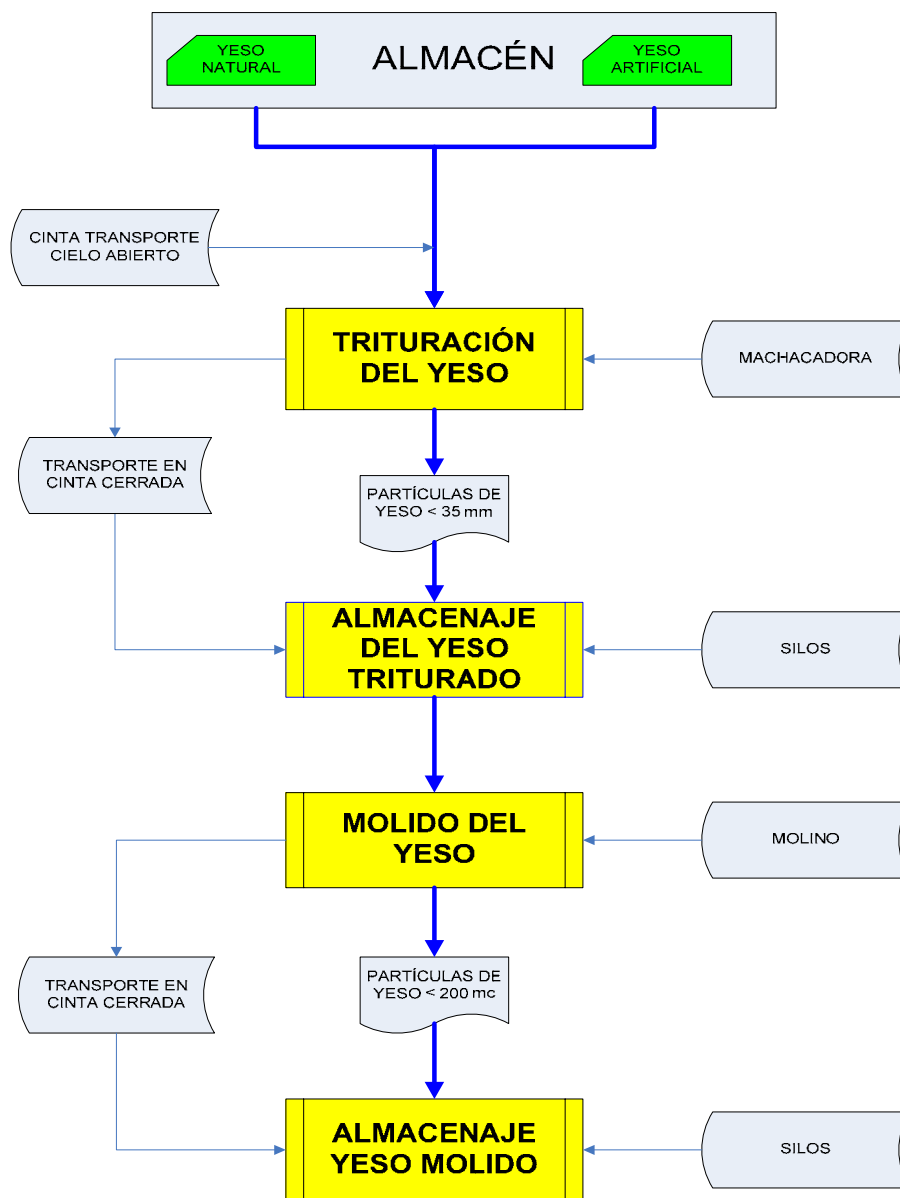 YESO
NATURAL
ALMACÉN
YESO
ARTIFICIAL
CINTA TRANSPORTE
CIELO ABIERTO
TRITURACIÓN
DEL YESO
MACHACADORA
TRANSPORTE EN
CINTA CERRADA
PARTÍCULAS DE
YESO < 35 mm
ALMACENAJE
DEL YESO
TRITURADO
SILOS
MOLIDO DEL
YESO
MOLINO
TRANSPORTE EN
CINTA CERRADA
PARTÍCULAS DE
YESO < 200 mc
ALMACENAJE
YESO MOLIDO
SILOS